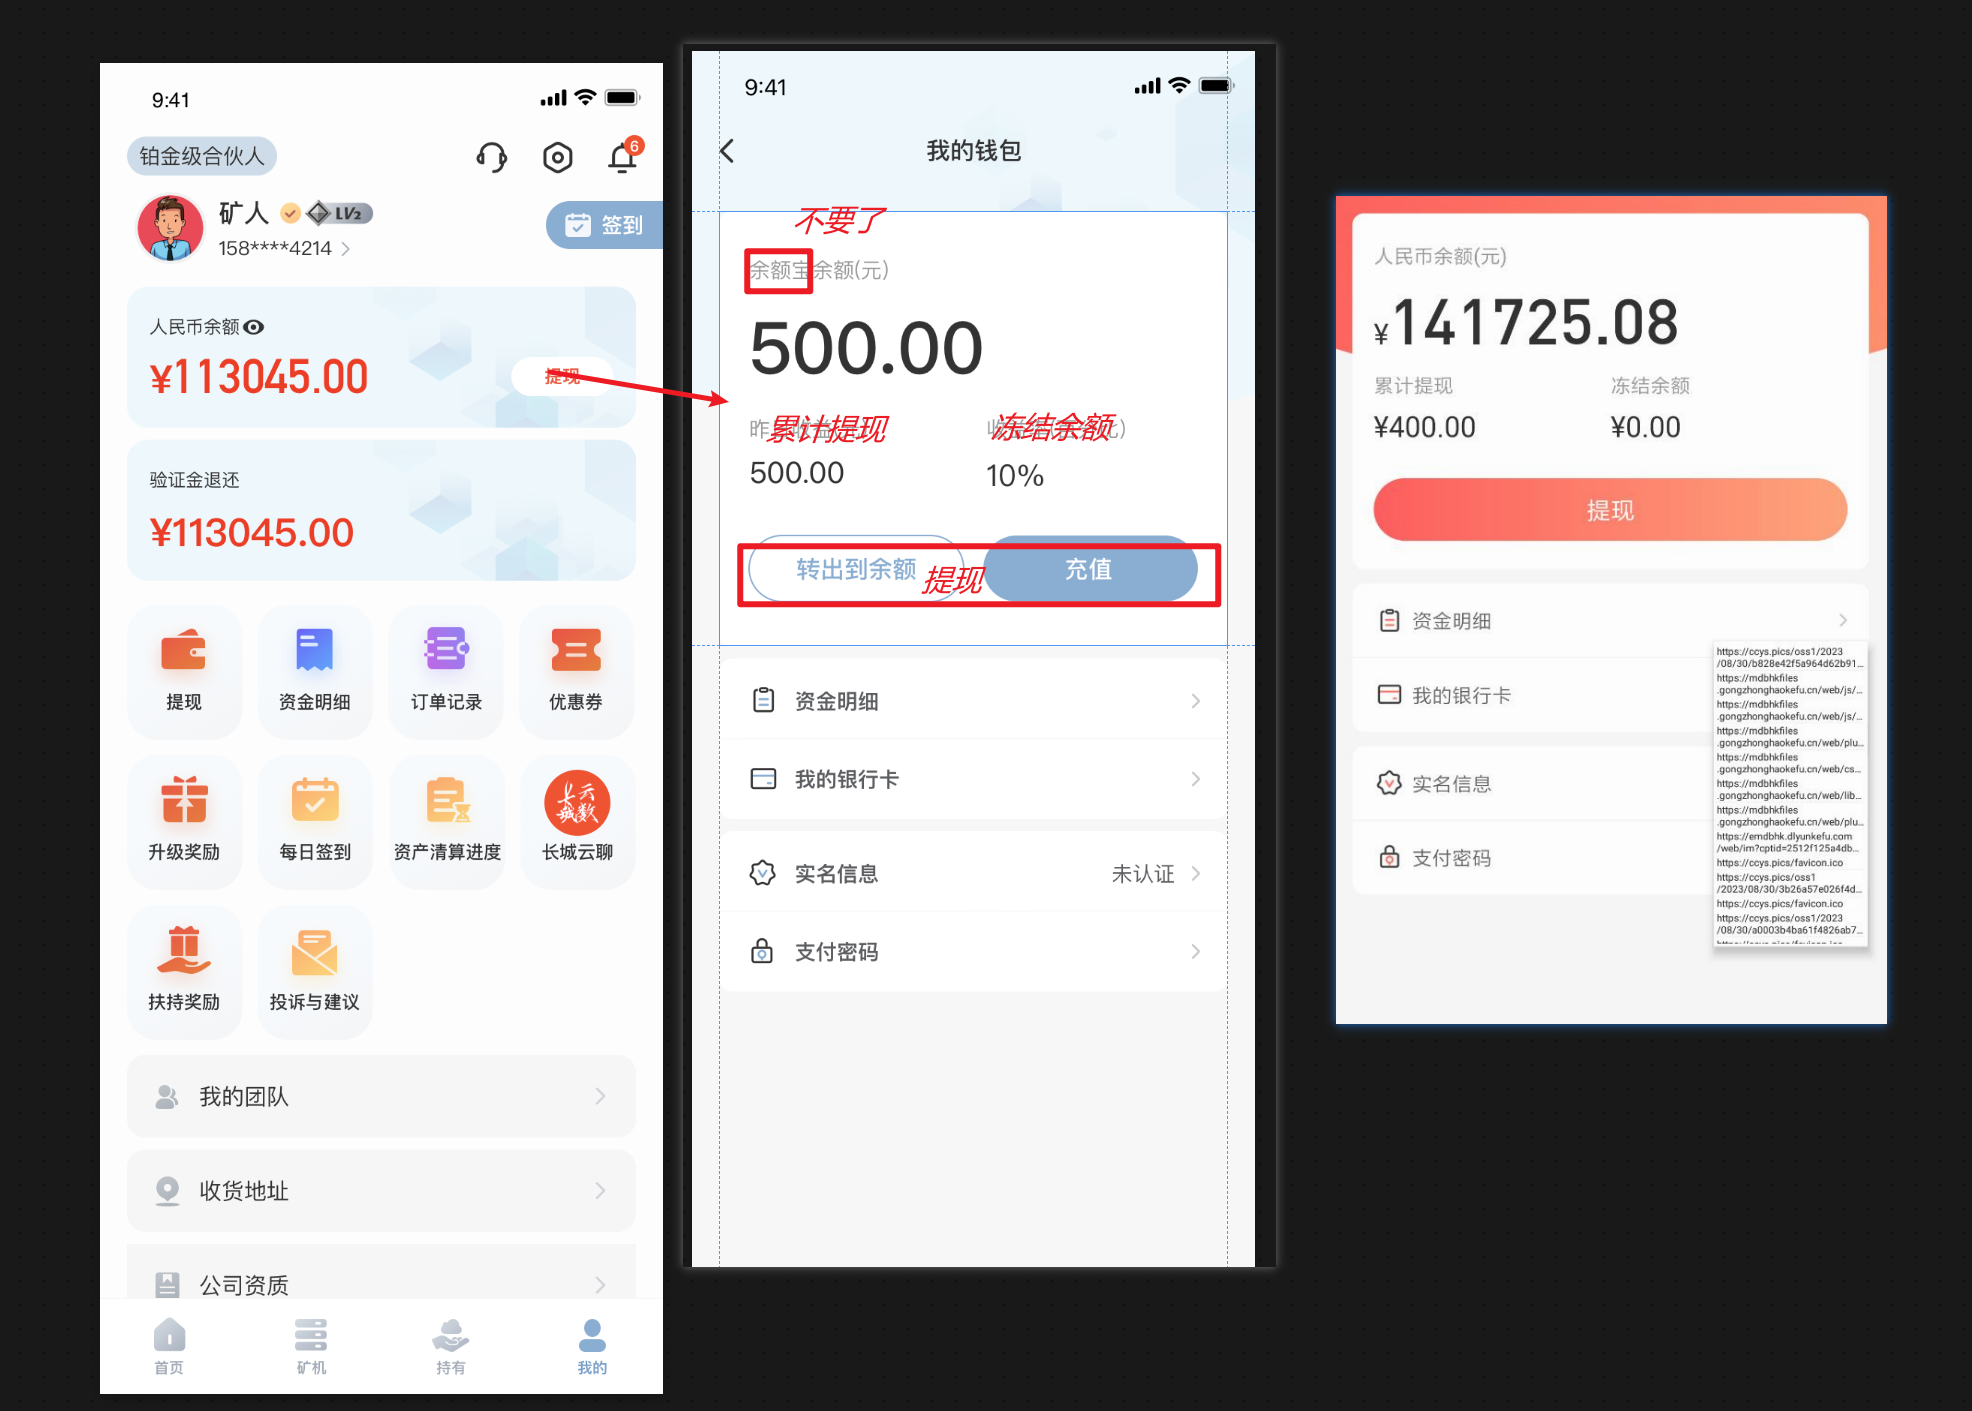 9:41
铂金级合伙人
6
矿人
LV2
158****4214
签到
人民币余额
¥113045.00
提现
验证金退还
¥113045.00
提现
资金明细
订单记录
优惠券
升级奖励
每日签到
资产清算进度
长城云数
长城云聊
扶持奖励
投诉与建议
我的团队
收货地址
公司资质
首页
矿机
持有
我的
9:41
我的钱包
不要了
余额宝余额(元)
500.00
累计提现
冻结余额
500.00
10%
转出到余额
提现
充值
资金明细
我的银行卡
实名信息
未认证
支付密码
人民币余额(元)
¥141725.08
累计提现
冻结余额
¥400.00
¥0.00
提现
资金明细
我的银行卡
实名信息
支付密码
https://ccys.pics/oss1/2023
/08/30/b828e42f5a964d62b91...
https://mdbhkfiles
.gongzhonghaokefu.cn/web/js/...
https://mdbhkfiles
.gongzhonghaokefu.cn/web/js/...
https://mdbhkfiles
.gongzhonghaokefu.cn/web/plu...
https://mdbhkfiles
.gongzhonghaokefu.cn/web/cs...
https://mdbhkfiles
.gongzhonghaokefu.cn/web/lib...
https://mdbhkfiles
.gongzhonghaokefu.cn/web/plu...
https://emdbhk.dlyunkefu.com
/web/im?cptid=2512f125a4db...
https://ccys.pics/favicon.ico
https://ccys.pics/oss1
/2023/08/30/3b26a57e026f4d...
https://ccys.pics/favicon.ico
https://ccys.pics/oss1/2023
/08/30/a0003b4ba61f4826ab7...